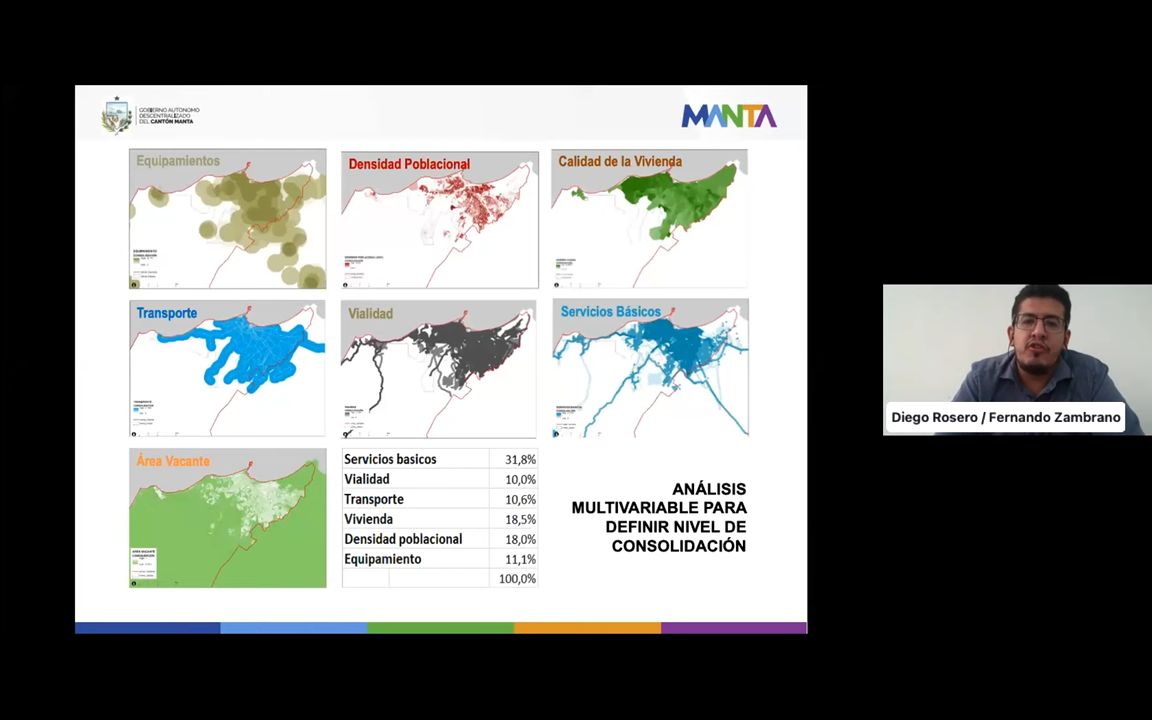 GOBIERNO AUTÓNOMO
DESCENTRALIZADO
DEL CANTÓN MANTA
MANTA
Equipamientos
Densidad Poblacional
Calidad de la Vivienda
Transporte
Vialidad
Servicios Básicos
Área Vacante
Servicios basicos 31,8%
Vialidad 10,0%
Transporte 10,6%
Vivienda 18,5%
Densidad poblacional 18,0%
Equipamiento 11,1%
100,0%
ANÁLISIS
MULTIVARIABLE PARA
DEFINIR NIVEL DE
CONSOLIDACIÓN
Diego Rosero / Fernando Zambrano